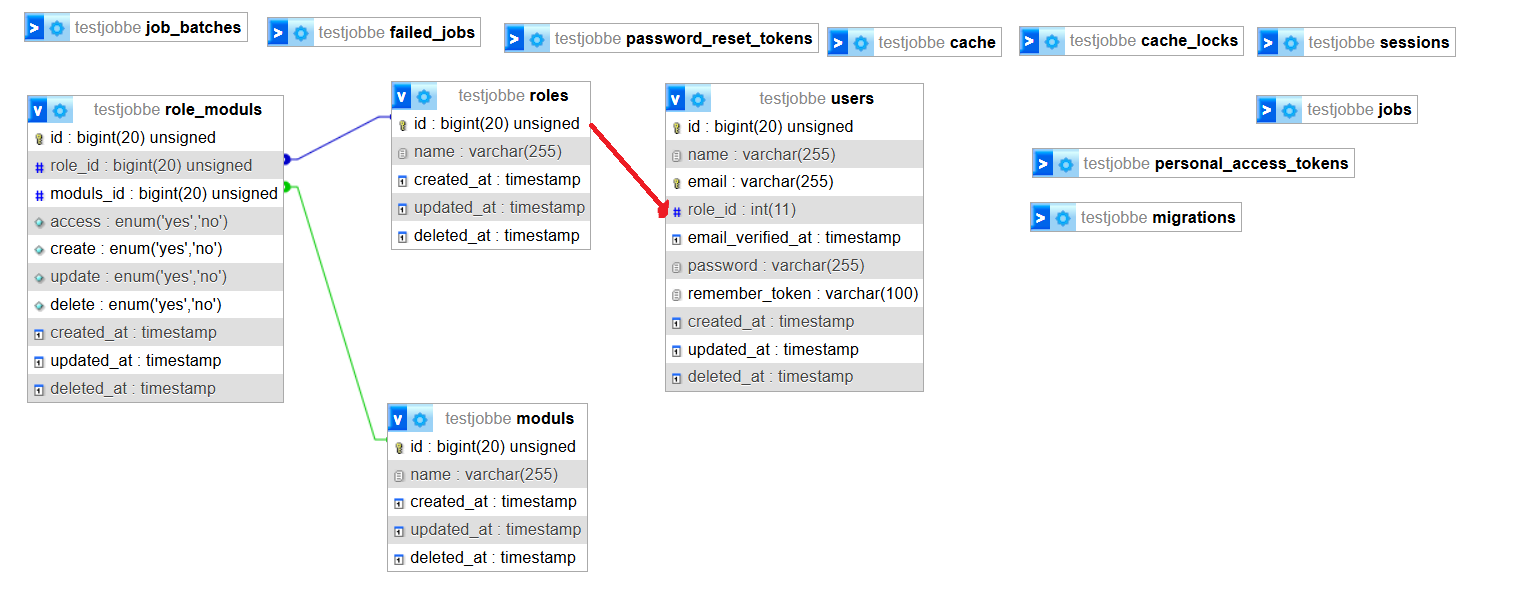 testjobbe job_batches
testjobbe failed_jobs
testjobbe password_reset_tokens
testjobbe cache
testjobbe cache_locks
testjobbe sessions
testjobbe role_moduls
id : bigint(20) unsigned
role_id : bigint(20) unsigned
moduls_id : bigint(20) unsigned
access : enum('yes','no')
create : enum('yes','no')
update : enum('yes','no')
delete : enum('yes','no')
created_at : timestamp
updated_at : timestamp
deleted_at : timestamp
testjobbe roles
id : bigint(20) unsigned
name : varchar(255)
created_at : timestamp
updated_at : timestamp
deleted_at : timestamp
testjobbe users
id : bigint(20) unsigned
name : varchar(255)
email : varchar(255)
role_id : int(11)
email_verified_at : timestamp
password : varchar(255)
remember_token : varchar(100)
created_at : timestamp
updated_at : timestamp
deleted_at : timestamp
testjobbe jobs
testjobbe personal_access_tokens
testjobbe migrations
testjobbe moduls
id : bigint(20) unsigned
name : varchar(255)
created_at : timestamp
updated_at : timestamp
deleted_at : timestamp